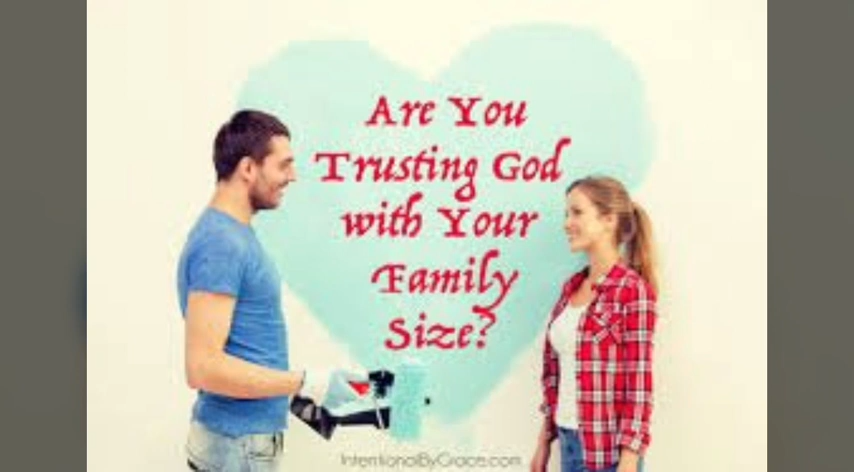 Are You
Trusting God
with Your
Family
Size?
IntentionalByGrace.com